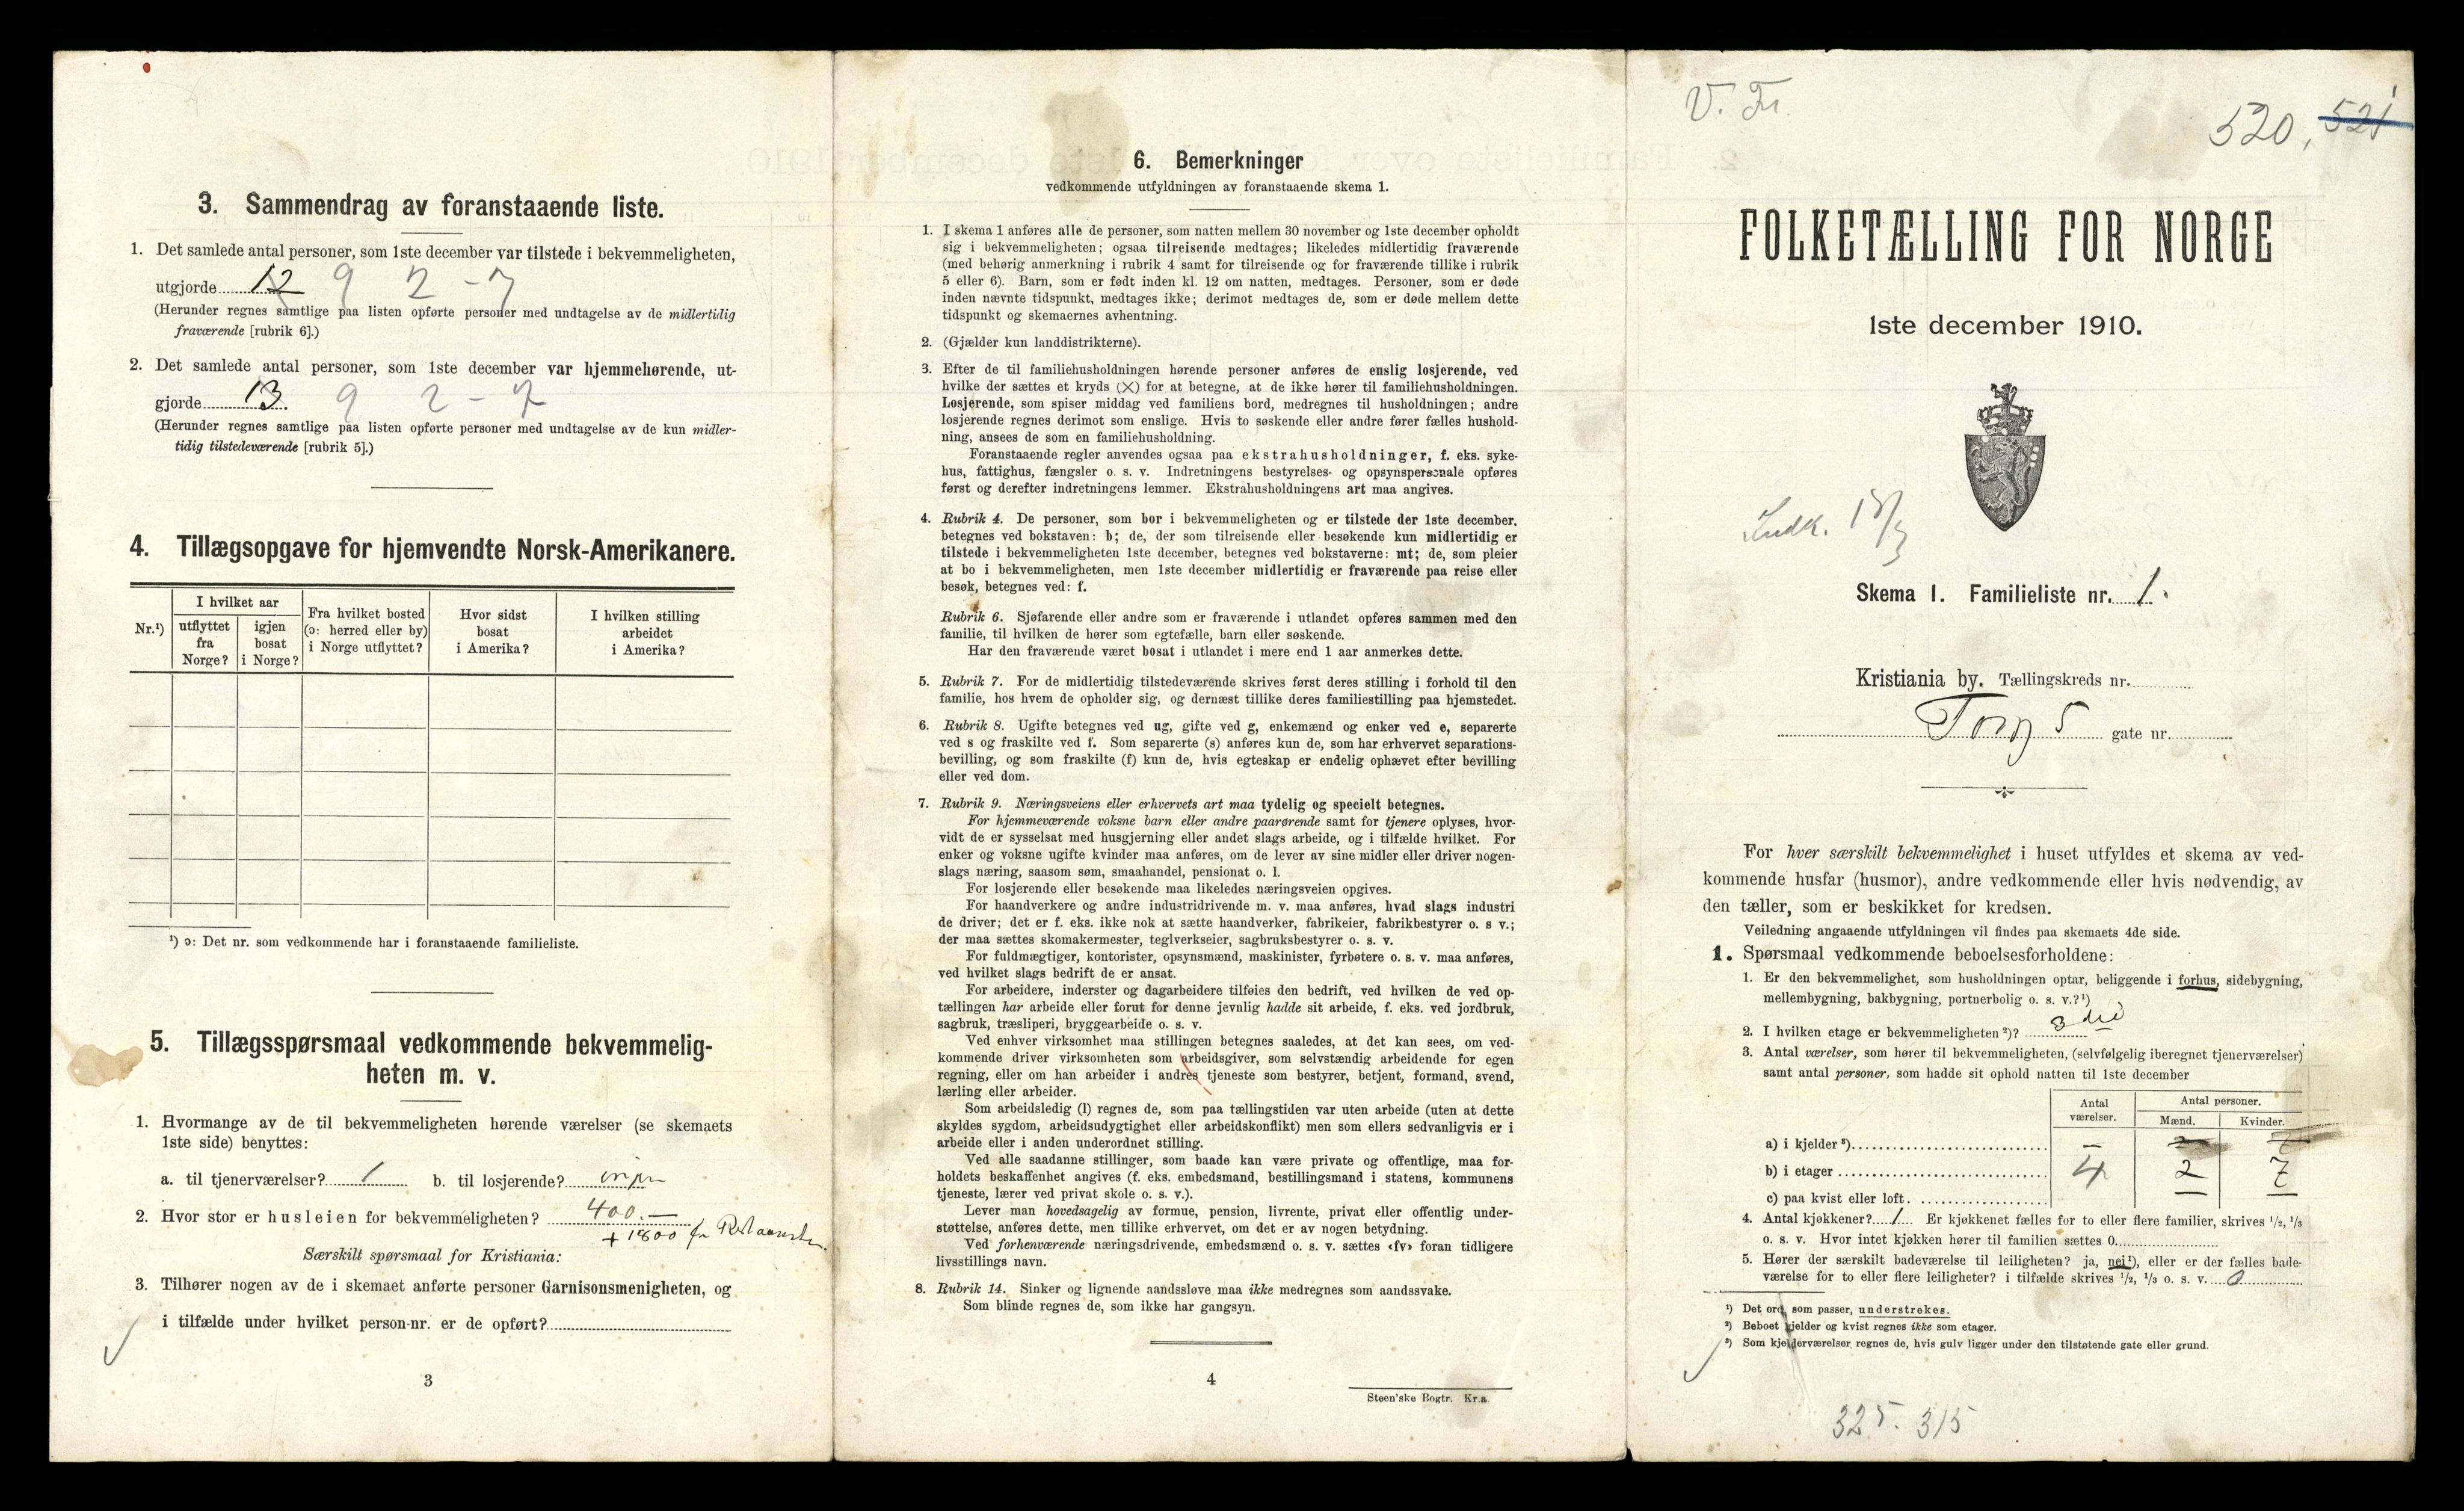 3. Sammendrag av foranstaaende liste.
1. Det samlede antal personer, som 1ste december var tilstede i bekvemmeligheten,
utgjorde 12 9 2 - 7
(Herunder regnes samtlige paa listen opførte personer med undtagelse av de midlertidig
fraværende [rubrik 6].)
2. Det samlede antal personer, som 1ste december var hjemmehørende, ut-
gjorde 13. 9 2 - 7
(Herunder regnes samtlige paa listen opførte personer med undtagelse av de kun midler-
tidig tilstedeværende [rubrik 5].)
4. Tillægsopgave for hjemvendte Norsk-Amerikanere.
Nr.¹)
I hvilket aar
utflyttet fra Norge?
igjen bosat i Norge?
Fra hvilket bosted (ɔ: herred eller by) i Norge utflyttet?
Hvor sidst bosat i Amerika?
I hvilken stilling arbeidet i Amerika?
¹) ɔ: Det nr. som vedkommende har i foranstaaende familieliste.
5. Tillægsspørsmaal vedkommende bekvemmelig-
heten m. v.
1. Hvormange av de til bekvemmeligheten hørende værelser (se skemaets
1ste side) benyttes:
a. til tjenerværelser? 1 b. til losjerende? ingen
2. Hvor stor er husleien for bekvemmeligheten? 400.—
+ 1800 for
Særskilt spørsmaal for Kristiania:
3. Tilhører nogen av de i skemaet anførte personer Garnisonsmenigheten, og
i tilfælde under hvilket person-nr. er de opført?
3
6. Bemerkninger
vedkommende utfyldningen av foranstaaende skema 1.
1. I skema 1 anføres alle de personer, som natten mellem 30 november og 1ste december opholdt
sig i bekvemmeligheten; ogsaa tilreisende medtages; likeledes midlertidig fraværende
(med behørig anmerkning i rubrik 4 samt for tilreisende og for fraværende tillike i rubrik
5 eller 6). Barn, som er født inden kl. 12 om natten, medtages. Personer, som er døde
inden nævnte tidspunkt, medtages ikke; derimot medtages de, som er døde mellem dette
tidspunkt og skemaernes avhentning.
2. (Gjælder kun landdistrikterne).
3. Efter de til familiehusholdningen hørende personer anføres de enslig losjerende, ved
hvilke der sættes et kryds (×) for at betegne, at de ikke hører til familiehusholdningen.
Losjerende, som spiser middag ved familiens bord, medregnes til husholdningen; andre
losjerende regnes derimot som enslige. Hvis to søskende eller andre fører fælles hushold-
ning, ansees de som en familiehusholdning.
Foranstaaende regler anvendes ogsaa paa ekstrahusholdninger, f. eks. syke-
hus, fattighus, fængsler o. s. v. Indretningens bestyrelses- og opsynspersonale opføres
først og derefter indretningens lemmer. Ekstrahusholdningens art maa angives.
4. Rubrik 4. De personer, som bor i bekvemmeligheten og er tilstede der 1ste december,
betegnes ved bokstaven: b; de, der som tilreisende eller besøkende kun midlertidig er
tilstede i bekvemmeligheten 1ste december, betegnes ved bokstaverne: mt; de, som pleier
at bo i bekvemmeligheten, men 1ste december midlertidig er fraværende paa reise eller
besøk, betegnes ved: f.
Rubrik 6. Sjøfarende eller andre som er fraværende i utlandet opføres sammen med den
familie, til hvilken de hører som egtefælle, barn eller søskende.
Har den fraværende været bosat i utlandet i mere end 1 aar anmerkes dette.
5. Rubrik 7. For de midlertidig tilstedeværende skrives først deres stilling i forhold til den
familie, hos hvem de opholder sig, og dernæst tillike deres familiestilling paa hjemstedet.
6. Rubrik 8. Ugifte betegnes ved ug, gifte ved g, enkemænd og enker ved e, separerte
ved s og fraskilte ved f. Som separerte (s) anføres kun de, som har erhvervet separations-
bevilling, og som fraskilte (f) kun de, hvis egteskap er endelig ophævet efter bevilling
eller ved dom.
7. Rubrik 9. Næringsveiens eller erhvervets art maa tydelig og specielt betegnes.
For hjemmeværende voksne barn eller andre paarørende samt for tjenere oplyses, hvor-
vidt de er sysselsat med husgjerning eller andet slags arbeide, og i tilfælde hvilket. For
enker og voksne ugifte kvinder maa anføres, om de lever av sine midler eller driver nogen-
slags næring, saasom søm, smaahandel, pensionat o. l.
For losjerende eller besøkende maa likeledes næringsveien opgives.
For haandverkere og andre industridrivende m. v. maa anføres, hvad slags industri
de driver; det er f. eks. ikke nok at sætte haandverker, fabrikeier, fabrikbestyrer o. s v.;
der maa sættes skomakermester, teglverkseier, sagbruksbestyrer o. s. v.
For fuldmægtiger, kontorister, opsynsmænd, maskinister, fyrbøtere o. s. v. maa anføres,
ved hvilket slags bedrift de er ansat.
For arbeidere, inderster og dagarbeidere tilføies den bedrift, ved hvilken de ved op-
tællingen har arbeide eller forut for denne jevnlig hadde sit arbeide, f. eks. ved jordbruk,
sagbruk, træsliperi, bryggearbeide o. s. v.
Ved enhver virksomhet maa stillingen betegnes saaledes, at det kan sees, om ved-
kommende driver virksomheten som arbeidsgiver, som selvstændig arbeidende for egen
regning, eller om han arbeider i andres tjeneste som bestyrer, betjent, formand, svend,
lærling eller arbeider.
Som arbeidsledig (l) regnes de, som paa tællingstiden var uten arbeide (uten at dette
skyldes sygdom, arbeidsudygtighet eller arbeidskonflikt) men som ellers sedvanligvis er i
arbeide eller i anden underordnet stilling.
Ved alle saadanne stillinger, som baade kan være private og offentlige, maa for-
holdets beskaffenhet angives (f. eks. embedsmand, bestillingsmand i statens, kommunens
tjeneste, lærer ved privat skole o. s. v.).
Lever man hovedsagelig av formue, pension, livrente, privat eller offentlig under-
støttelse, anføres dette, men tillike erhvervet, om det er av nogen betydning.
Ved forhenværende næringsdrivende, embedsmænd o. s. v. sættes «fv» foran tidligere
livsstillings navn.
8. Rubrik 14. Sinker og lignende aandssløve maa ikke medregnes som aandssvake.
Som blinde regnes de, som ikke har gangsyn.
4
Steen'ske Bogtr. Kr.a.
V. Fr.
520, 521
FOLKETÆLLING FOR NORGE
1ste december 1910.
Indk. 15/3
Skema 1. Familieliste nr. 1.
Kristiania by. Tællingskreds nr.
Torv 5 gate nr.
For hver særskilt bekvemmelighet i huset utfyldes et skema av ved-
kommende husfar (husmor), andre vedkommende eller hvis nødvendig, av
den tæller, som er beskikket for kredsen.
Veiledning angaaende utfyldningen vil findes paa skemaets 4de side.
1. Spørsmaal vedkommende beboelsesforholdene:
1. Er den bekvemmelighet, som husholdningen optar, beliggende i forhus, sidebygning,
mellembygning, bakbygning, portnerbolig o. s. v.?¹)
2. I hvilken etage er bekvemmeligheten ²)? 3die
3. Antal værelser, som hører til bekvemmeligheten, (selvfølgelig iberegnet tjenerværelser)
samt antal personer, som hadde sit ophold natten til 1ste december
Antal værelser. Antal personer.
Mænd. Kvinder.
a) i kjelder ³) – 2 7
b) i etager 4 2 7
c) paa kvist eller loft.
4. Antal kjøkkener? 1 Er kjøkkenet fælles for to eller flere familier, skrives ¹/₂, ¹/₃
o. s. v. Hvor intet kjøkken hører til familien sættes 0.
5. Hører der særskilt badeværelse til leiligheten? ja, nei¹), eller er der fælles bade-
værelse for to eller flere leiligheter? i tilfælde skrives ¹/₂, ¹/₃ o. s. v. 0
¹) Det ord, som passer, understrekes.
²) Beboet kjelder og kvist regnes ikke som etager.
³) Som kjelderværelser regnes de, hvis gulv ligger under den tilstøtende gate eller grund.
325. 315